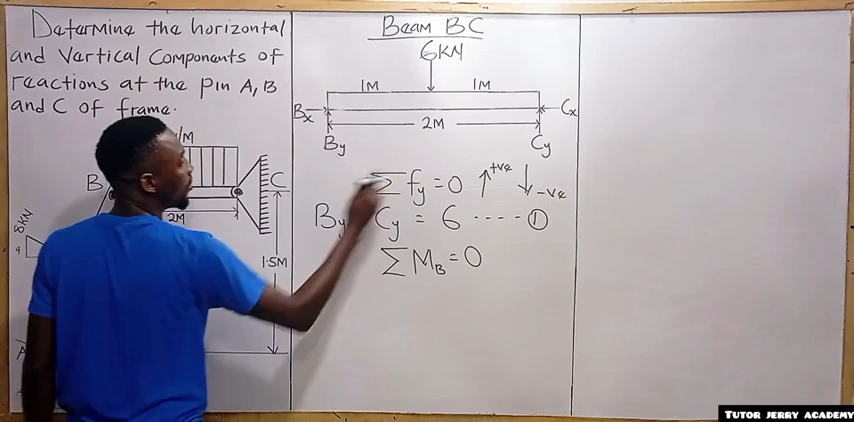 Determine the horizontal
and Vertical Components of
reactions at the pin A, B
and C of frame.
/M
B
C
2M
8KN
4
1.5M
A
Beam BC
6KN
1M 1M
Bx Cx
2M
By Cy
Σ fy = 0 ↑+ve ↓-ve
By Cy = 6 ---- ①
Σ MB = 0
TUTOR JERRY ACADEMY